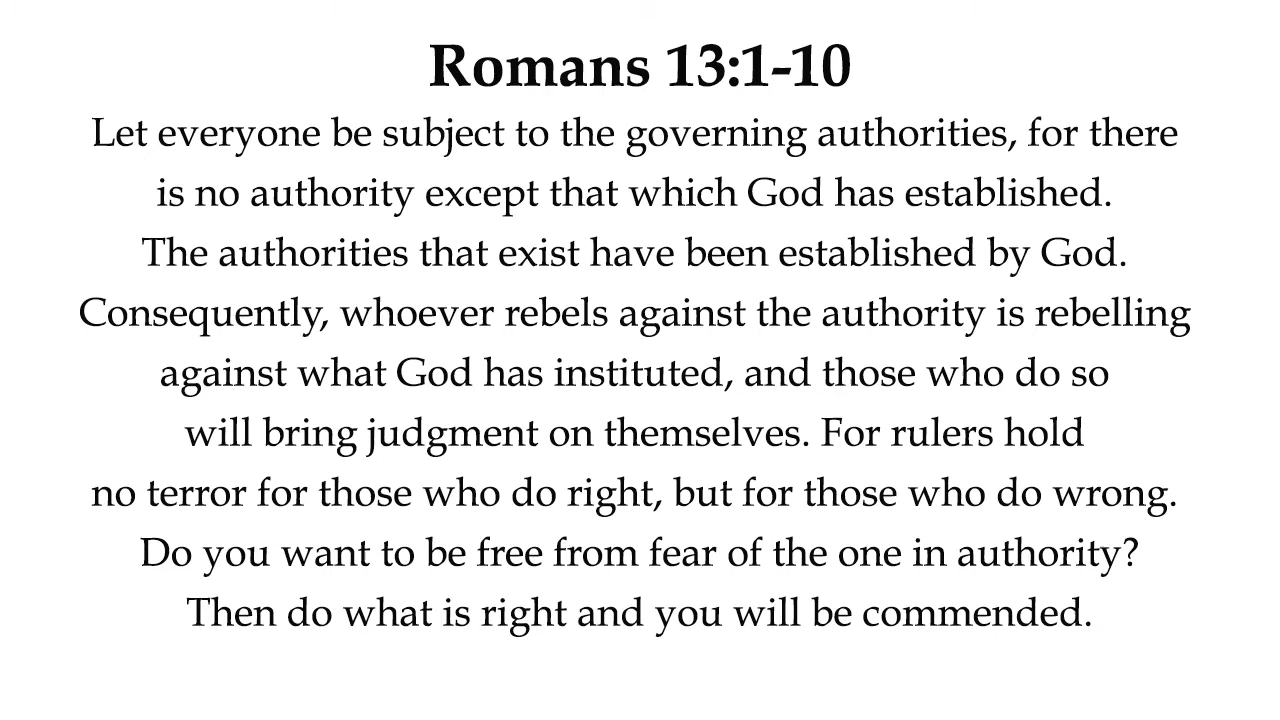 Romans 13:1-10
Let everyone be subject to the governing authorities, for there
is no authority except that which God has established.
The authorities that exist have been established by God.
Consequently, whoever rebels against the authority is rebelling
against what God has instituted, and those who do so
will bring judgment on themselves. For rulers hold
no terror for those who do right, but for those who do wrong.
Do you want to be free from fear of the one in authority?
Then do what is right and you will be commended.